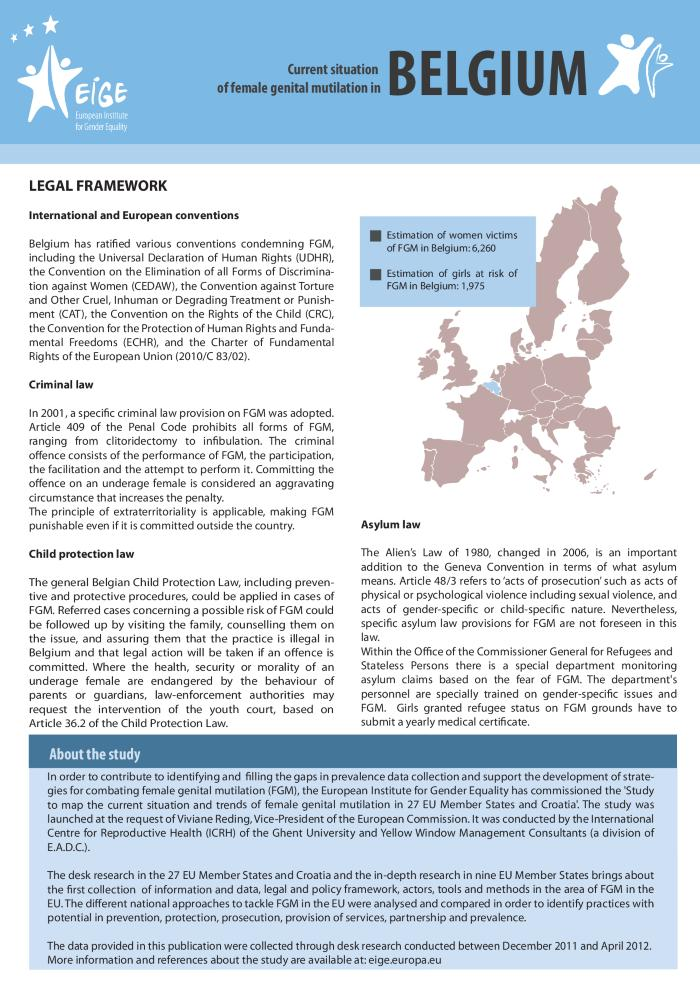 EIGE
European Institute
for Gender Equality
Current situation
of female genital mutilation in
BELGIUM
LEGAL FRAMEWORK
International and European conventions
Belgium has ratified various conventions condemning FGM,
including the Universal Declaration of Human Rights (UDHR),
the Convention on the Elimination of all Forms of Discrimina-
tion against Women (CEDAW), the Convention against Torture
and Other Cruel, Inhuman or Degrading Treatment or Punish-
ment (CAT), the Convention on the Rights of the Child (CRC),
the Convention for the Protection of Human Rights and Funda-
mental Freedoms (ECHR), and the Charter of Fundamental
Rights of the European Union (2010/C 83/02).
Criminal law
In 2001, a specific criminal law provision on FGM was adopted.
Article 409 of the Penal Code prohibits all forms of FGM,
ranging from clitoridectomy to infibulation. The criminal
offence consists of the performance of FGM, the participation,
the facilitation and the attempt to perform it. Committing the
offence on an underage female is considered an aggravating
circumstance that increases the penalty.
The principle of extraterritoriality is applicable, making FGM
punishable even if it is committed outside the country.
Child protection law
The general Belgian Child Protection Law, including preven-
tive and protective procedures, could be applied in cases of
FGM. Referred cases concerning a possible risk of FGM could
be followed up by visiting the family, counselling them on
the issue, and assuring them that the practice is illegal in
Belgium and that legal action will be taken if an offence is
committed. Where the health, security or morality of an
underage female are endangered by the behaviour of
parents or guardians, law-enforcement authorities may
request the intervention of the youth court, based on
Article 36.2 of the Child Protection Law.
Estimation of women victims
of FGM in Belgium: 6,260
Estimation of girls at risk of
FGM in Belgium: 1,975
Asylum law
The Alien's Law of 1980, changed in 2006, is an important
addition to the Geneva Convention in terms of what asylum
means. Article 48/3 refers to 'acts of prosecution' such as acts of
physical or psychological violence including sexual violence, and
acts of gender-specific or child-specific nature. Nevertheless,
specific asylum law provisions for FGM are not foreseen in this
law.
Within the Office of the Commissioner General for Refugees and
Stateless Persons there is a special department monitoring
asylum claims based on the fear of FGM. The department's
personnel are specially trained on gender-specific issues and
FGM. Girls granted refugee status on FGM grounds have to
submit a yearly medical certificate.
About the study
In order to contribute to identifying and filling the gaps in prevalence data collection and support the development of strate-
gies for combating female genital mutilation (FGM), the European Institute for Gender Equality has commissioned the 'Study
to map the current situation and trends of female genital mutilation in 27 EU Member States and Croatia'. The study was
launched at the request of Viviane Reding, Vice-President of the European Commission. It was conducted by the International
Centre for Reproductive Health (ICRH) of the Ghent University and Yellow Window Management Consultants (a division of
E.A.D.C.).
The desk research in the 27 EU Member States and Croatia and the in-depth research in nine EU Member States brings about
the first collection of information and data, legal and policy framework, actors, tools and methods in the area of FGM in the
EU. The different national approaches to tackle FGM in the EU were analysed and compared in order to identify practices with
potential in prevention, protection, prosecution, provision of services, partnership and prevalence.
The data provided in this publication were collected through desk research conducted between December 2011 and April 2012.
More information and references about the study are available at: eige.europa.eu